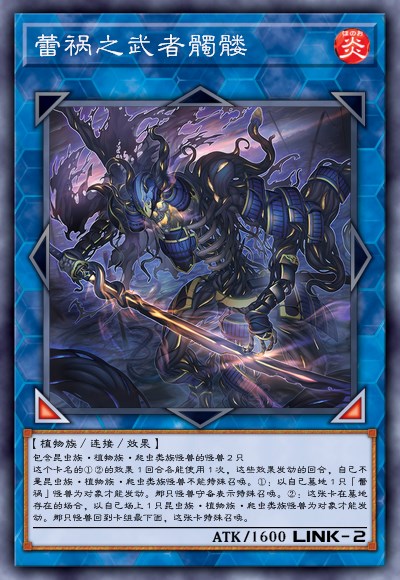 蕾祸之武者髑髅
ほのお
炎
【植物族／连接／效果】
包含昆虫族・植物族・爬虫类族怪兽的怪兽２只
这个卡名的①②的效果１回合各能使用１次，这些效果发动的回合，自己不
是昆虫族・植物族・爬虫类族怪兽不能特殊召唤。①：以自己墓地１只「蕾
祸」怪兽为对象才能发动。那只怪兽守备表示特殊召唤。②：这张卡在墓地
存在的场合，以自己场上１只昆虫族・植物族・爬虫类族怪兽为对象才能发
动。那只怪兽回到卡组最下面，这张卡特殊召唤。
ATK/1600 LINK-2